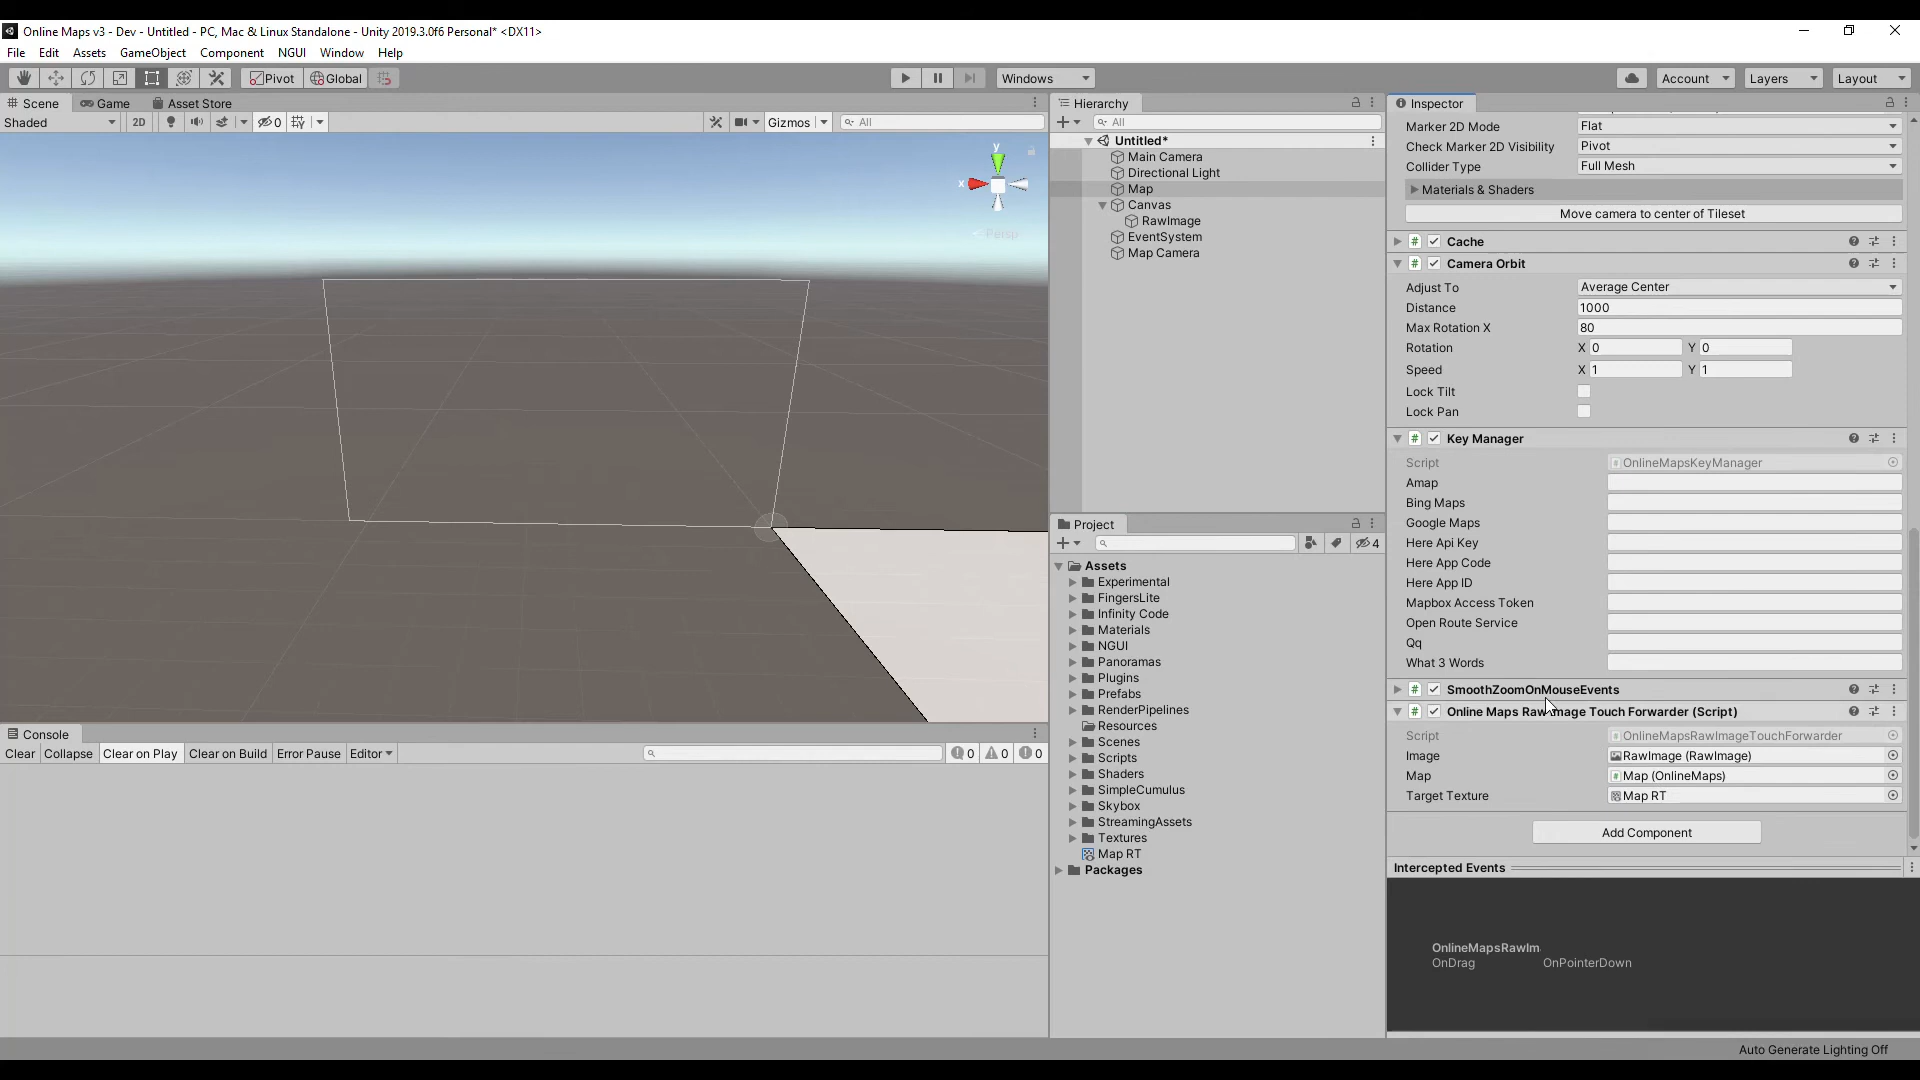 Online Maps v3 - Dev - Untitled - PC, Mac & Linux Standalone - Unity 2019.3.0f6 Personal* <DX11>
File Edit Assets GameObject Component NGUI Window Help
Pivot Global Windows Account Layers Layout
Scene Game Asset Store
Shaded 2D 0 Gizmos All
y
x
Persp
Hierarchy
All
Untitled*
Main Camera
Directional Light
Map
Canvas
RawImage
EventSystem
Map Camera
Project
4
Assets
Experimental
FingersLite
Infinity Code
Materials
NGUI
Panoramas
Plugins
Prefabs
RenderPipelines
Resources
Scenes
Scripts
Shaders
SimpleCumulus
Skybox
StreamingAssets
Textures
Map RT
Packages
Console
Clear Collapse Clear on Play Clear on Build Error Pause Editor 0 0 0
Inspector
Marker 2D Mode Flat
Check Marker 2D Visibility Pivot
Collider Type Full Mesh
Materials & Shaders
Move camera to center of Tileset
# Cache
# Camera Orbit
Adjust To Average Center
Distance 1000
Max Rotation X 80
Rotation X 0 Y 0
Speed X 1 Y 1
Lock Tilt
Lock Pan
# Key Manager
Script OnlineMapsKeyManager
Amap
Bing Maps
Google Maps
Here Api Key
Here App Code
Here App ID
Mapbox Access Token
Open Route Service
Qq
What 3 Words
# SmoothZoomOnMouseEvents
# Online Maps RawImage Touch Forwarder (Script)
Script OnlineMapsRawImageTouchForwarder
Image RawImage (RawImage)
Map Map (OnlineMaps)
Target Texture Map RT
Add Component
Intercepted Events
OnlineMapsRawIm
OnDrag OnPointerDown
Auto Generate Lighting Off